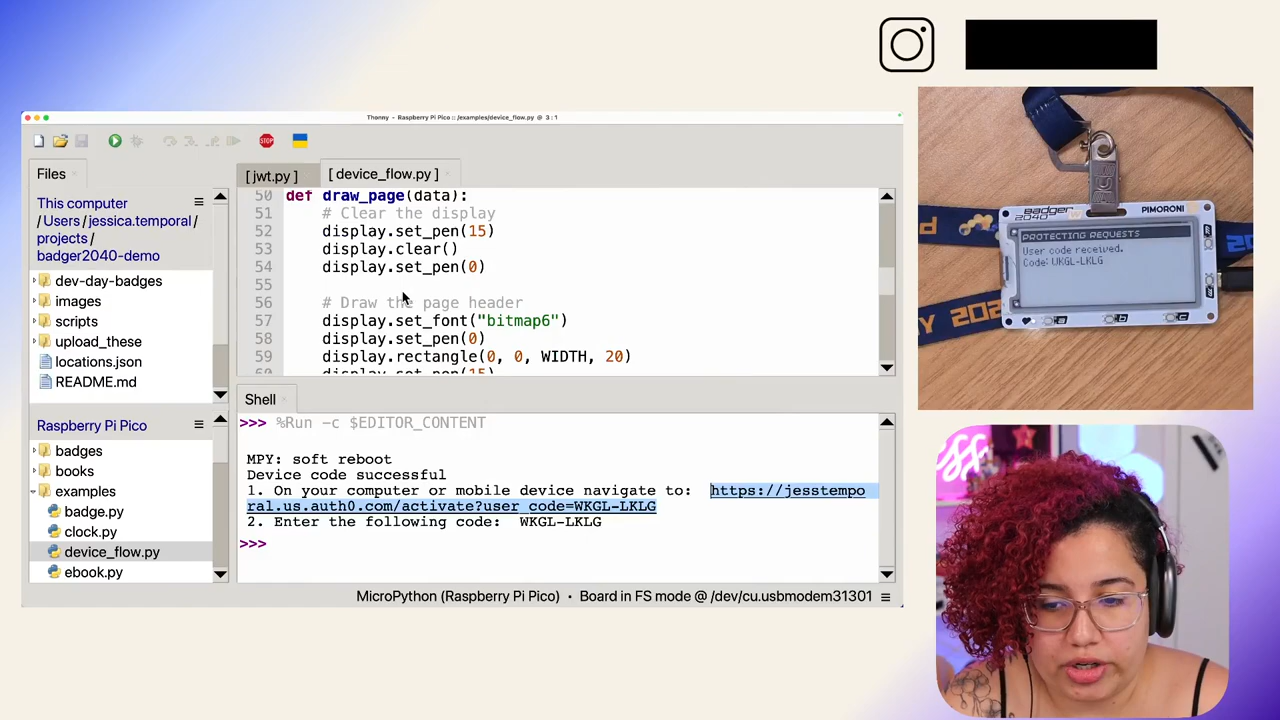 Thonny - Raspberry Pi Pico :: /examples/device_flow.py @ 3 : 1
STOP
Files
This computer
/Users/jessica.temporal/
projects/
badger2040-demo
dev-day-badges
images
scripts
upload_these
locations.json
README.md
Raspberry Pi Pico
badges
books
examples
badge.py
clock.py
device_flow.py
ebook.py
[ jwt.py ]
[ device_flow.py ]
50 def draw_page(data):
51 # Clear the display
52 display.set_pen(15)
53 display.clear()
54 display.set_pen(0)
55
56 # Draw the page header
57 display.set_font("bitmap6")
58 display.set_pen(0)
59 display.rectangle(0, 0, WIDTH, 20)
60 display.set_pen(15)
Shell
>>> %Run -c $EDITOR_CONTENT
MPY: soft reboot
Device code successful
1. On your computer or mobile device navigate to: https://jesstempo
ral.us.auth0.com/activate?user_code=WKGL-LKLG
2. Enter the following code: WKGL-LKLG
>>>
MicroPython (Raspberry Pi Pico) • Board in FS mode @ /dev/cu.usbmodem31301
badger
2040
PIMORONI
PROTECTING REQUESTS
User code received.
Code: WKGL-LKLG
a
b
c